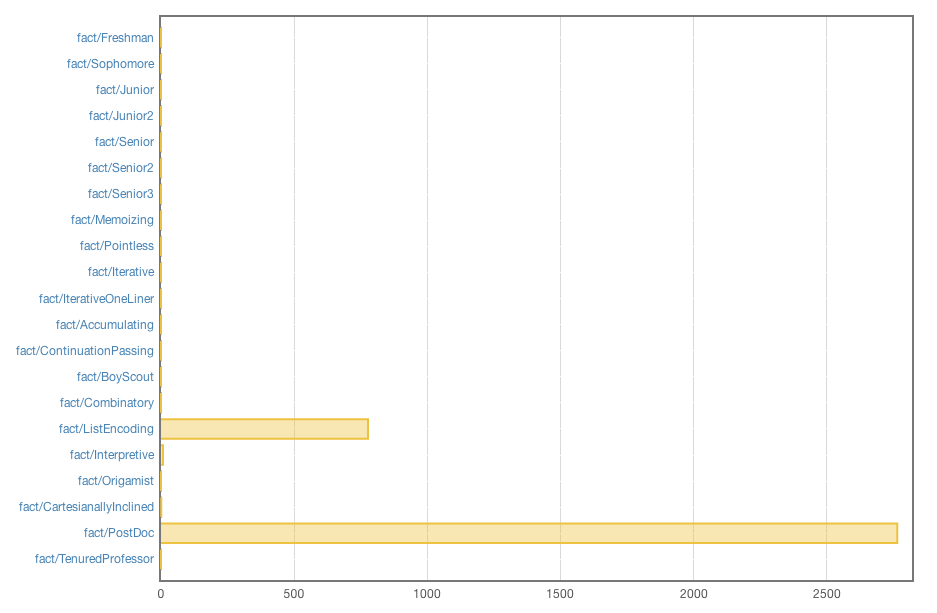 fact/Freshman
fact/Sophomore
fact/Junior
fact/Junior2
fact/Senior
fact/Senior2
fact/Senior3
fact/Memoizing
fact/Pointless
fact/Iterative
fact/IterativeOneLiner
fact/Accumulating
fact/ContinuationPassing
fact/BoyScout
fact/Combinatory
fact/ListEncoding
fact/Interpretive
fact/Origamist
fact/CartesianallyInclined
fact/PostDoc
fact/TenuredProfessor
0 500 1000 1500 2000 2500